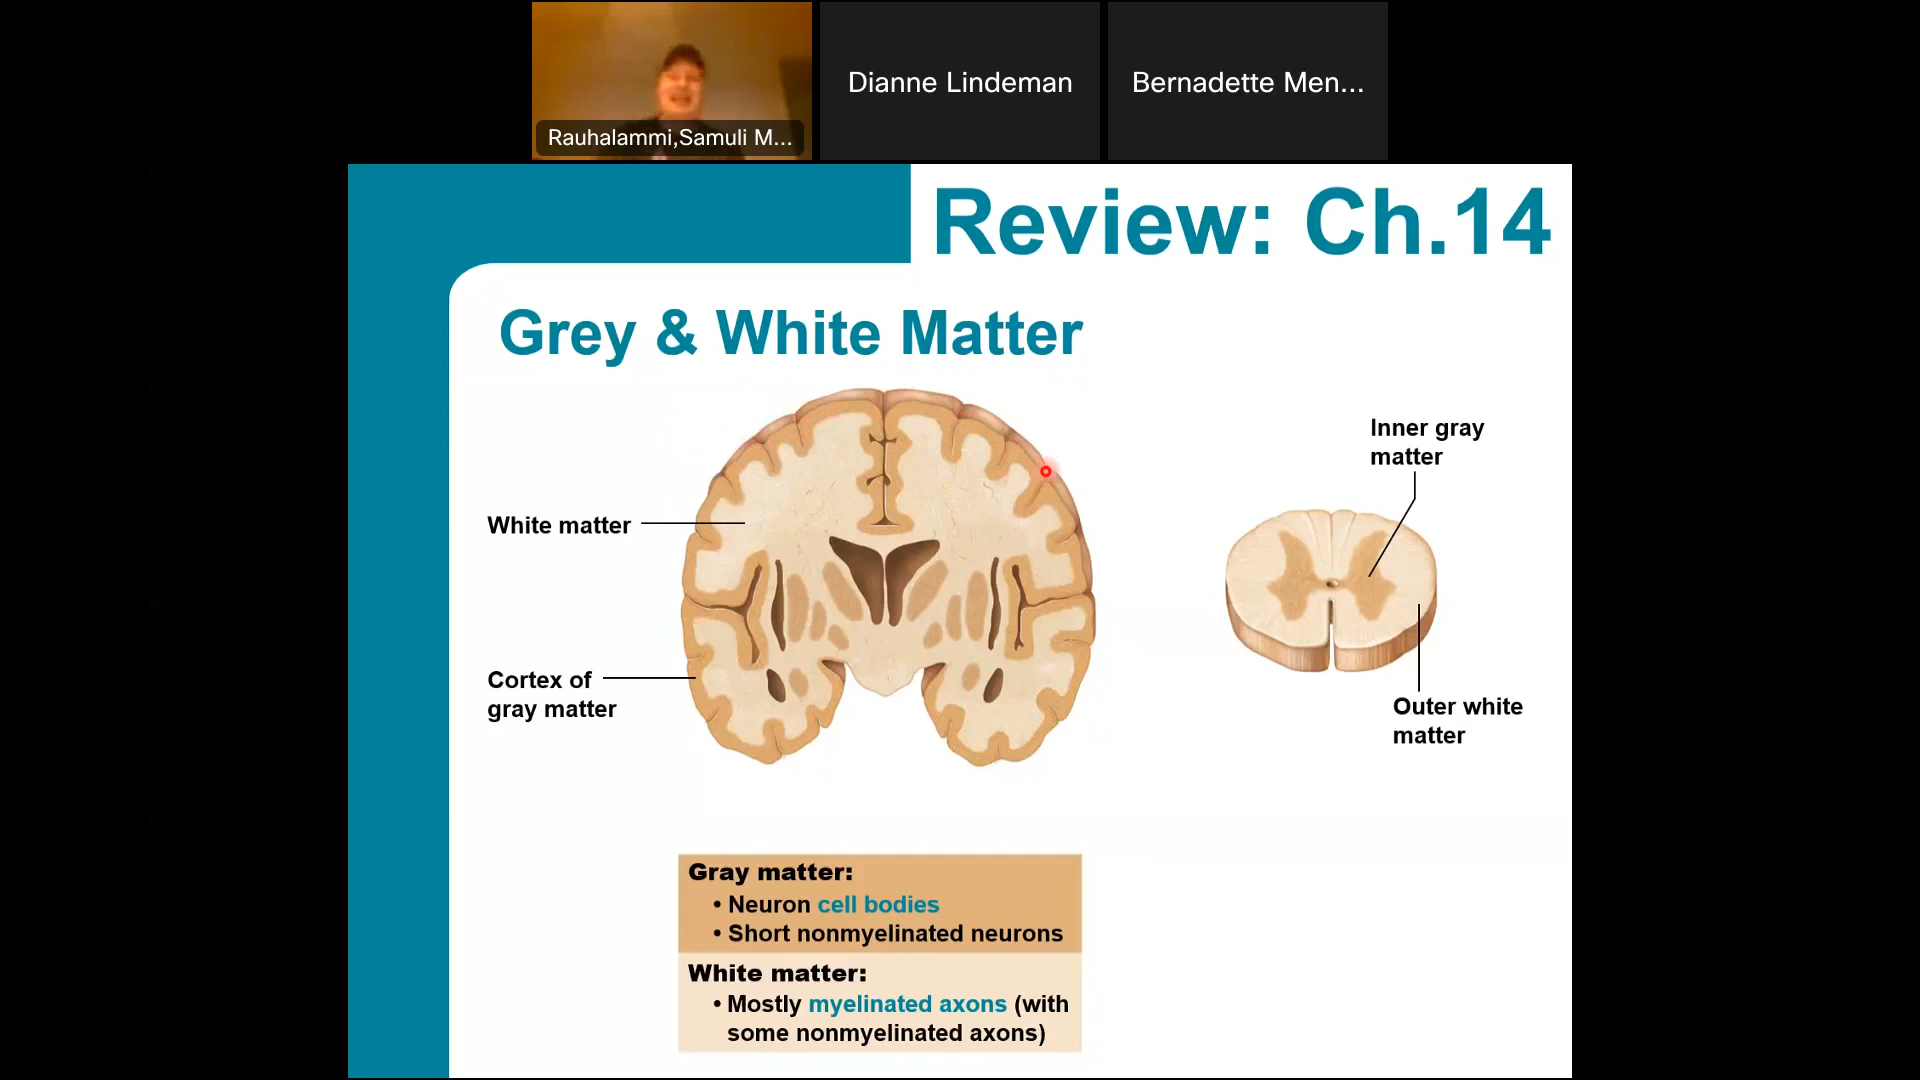 Rauhalammi,Samuli M...
Dianne Lindeman
Bernadette Men...
Review: Ch.14
Grey & White Matter
White matter
Cortex of
gray matter
Inner gray
matter
Outer white
matter
Gray matter:
• Neuron cell bodies
• Short nonmyelinated neurons
White matter:
• Mostly myelinated axons (with
some nonmyelinated axons)